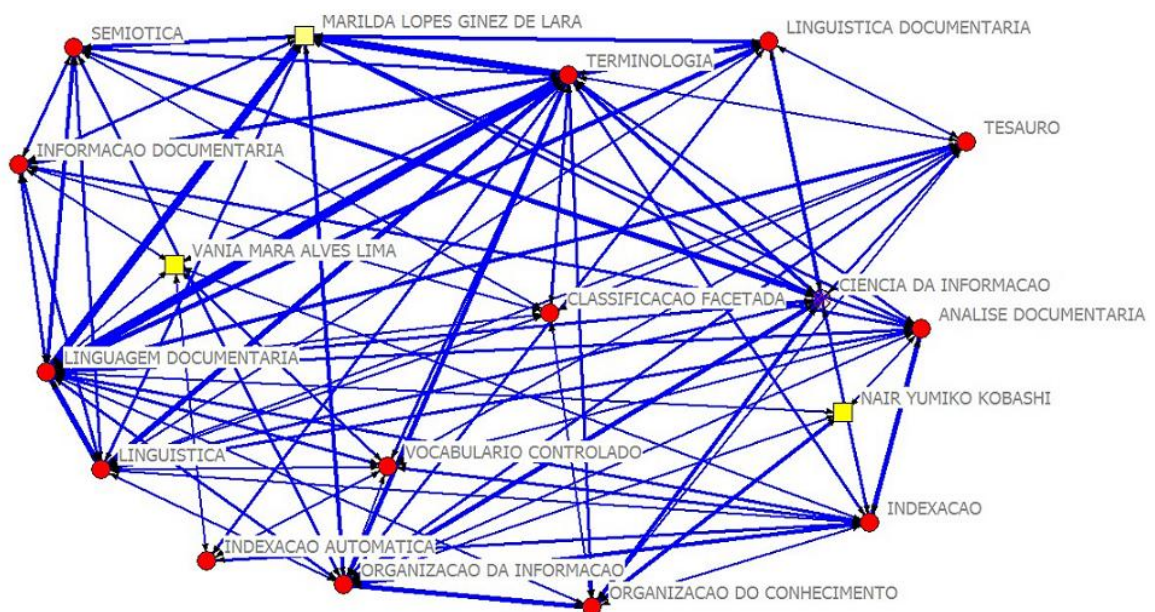 MARILDA LOPES GINEZ DE LARA
SEMIOTICA
LINGUISTICA DOCUMENTARIA
TERMINOLOGIA
TESAURO
INFORMACAO DOCUMENTARIA
VANIA MARA ALVES LIMA
CIENCIA DA INFORMACAO
CLASSIFICACAO FACETADA
ANALISE DOCUMENTARIA
LINGUAGEM DOCUMENTARIA
NAIR YUMIKO KOBASHI
LINGUISTICA
VOCABULARIO CONTROLADO
INDEXACAO
INDEXACAO AUTOMATICA
ORGANIZACAO DA INFORMACAO
ORGANIZACAO DO CONHECIMENTO